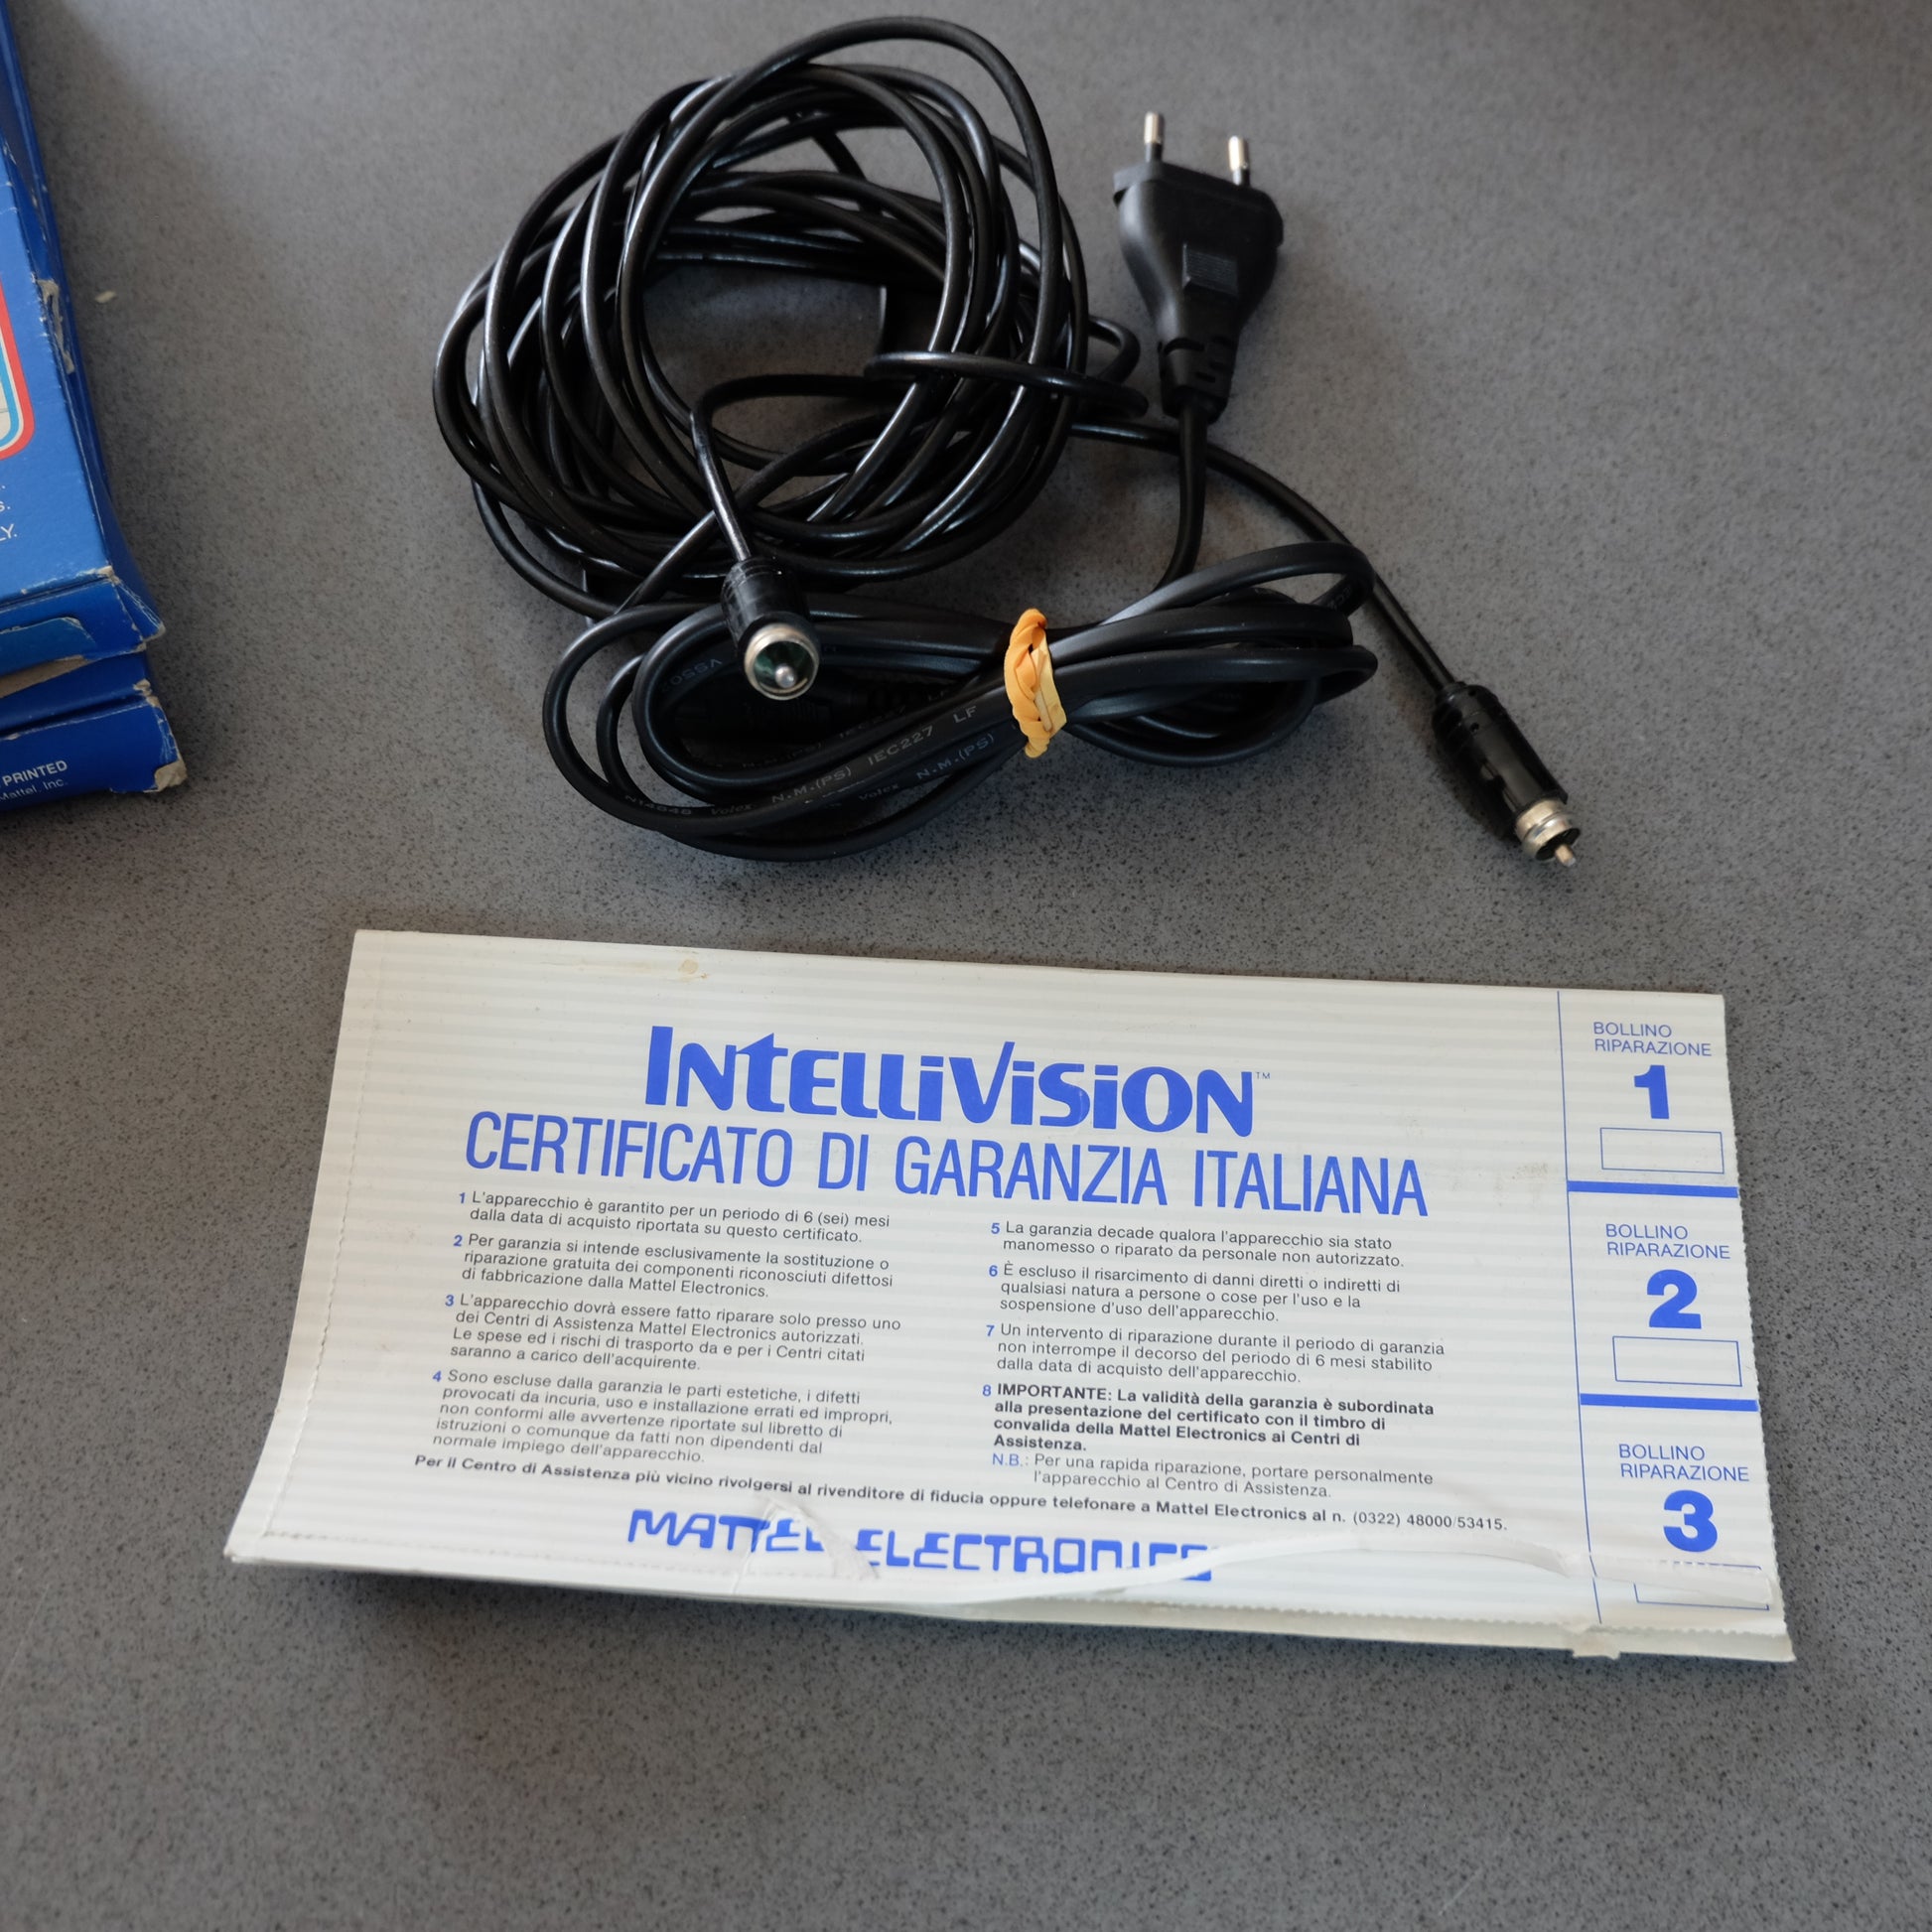 S.
LY.
PRINTED
Mattel, Inc.
N.M.(PS) IEC227 LF
Volex N.M.(PS)
INTELLIVISION™
CERTIFICATO DI GARANZIA ITALIANA
1 L'apparecchio è garantito per un periodo di 6 (sei) mesi
dalla data di acquisto riportata su questo certificato.
2 Per garanzia si intende esclusivamente la sostituzione o
riparazione gratuita dei componenti riconosciuti difettosi
di fabbricazione dalla Mattel Electronics.
3 L'apparecchio dovrà essere fatto riparare solo presso uno
dei Centri di Assistenza Mattel Electronics autorizzati.
Le spese ed i rischi di trasporto da e per i Centri citati
saranno a carico dell'acquirente.
4 Sono escluse dalla garanzia le parti estetiche, i difetti
provocati da incuria, uso e installazione errati ed impropri,
non conformi alle avvertenze riportate sul libretto di
istruzioni o comunque da fatti non dipendenti dal
normale impiego dell'apparecchio.
5 La garanzia decade qualora l'apparecchio sia stato
manomesso o riparato da personale non autorizzato.
6 È escluso il risarcimento di danni diretti o indiretti di
qualsiasi natura a persone o cose per l'uso e la
sospensione d'uso dell'apparecchio.
7 Un intervento di riparazione durante il periodo di garanzia
non interrompe il decorso del periodo di 6 mesi stabilito
dalla data di acquisto dell'apparecchio.
8 IMPORTANTE: La validità della garanzia è subordinata
alla presentazione del certificato con il timbro di
convalida della Mattel Electronics ai Centri di
Assistenza.
N.B.: Per una rapida riparazione, portare personalmente
l'apparecchio al Centro di Assistenza.
Per il Centro di Assistenza più vicino rivolgersi al rivenditore di fiducia oppure telefonare a Mattel Electronics al n. (0322) 48000/53415.
MATTEL ELECTRONICS
BOLLINO
RIPARAZIONE
1
BOLLINO
RIPARAZIONE
2
BOLLINO
RIPARAZIONE
3